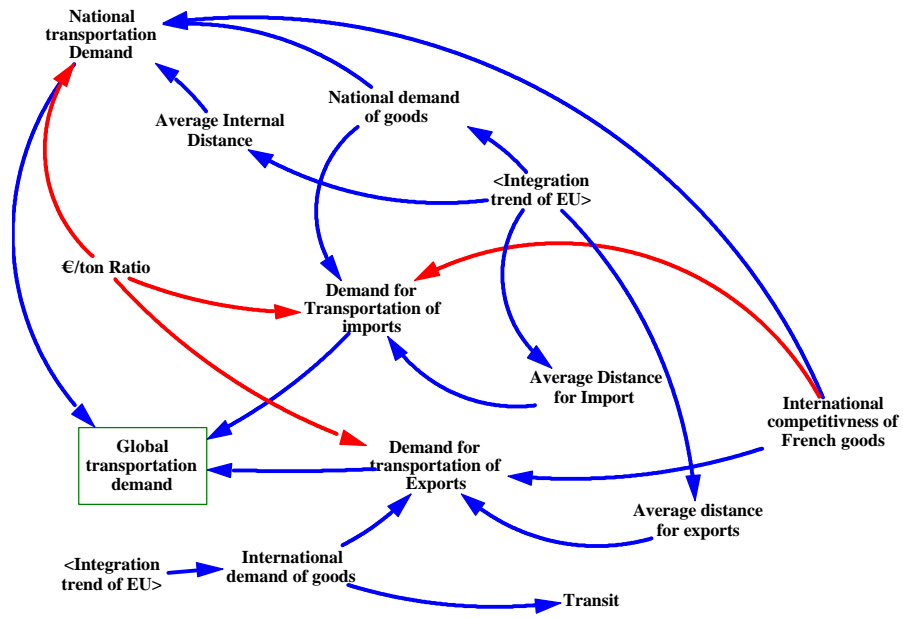 National
transportation
Demand
National demand
of goods
Average Internal
Distance
<Integration
trend of EU>
€/ton Ratio
Demand for
Transportation of
imports
Average Distance
for Import
International
competitivness of
French goods
Global
transportation
demand
Demand for
transportation of
Exports
Average distance
for exports
<Integration
trend of EU>
International
demand of goods
Transit